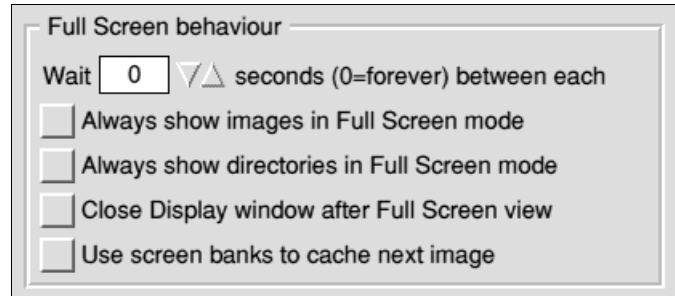 Full Screen behaviour
Wait 0 seconds (0=forever) between each
Always show images in Full Screen mode
Always show directories in Full Screen mode
Close Display window after Full Screen view
Use screen banks to cache next image